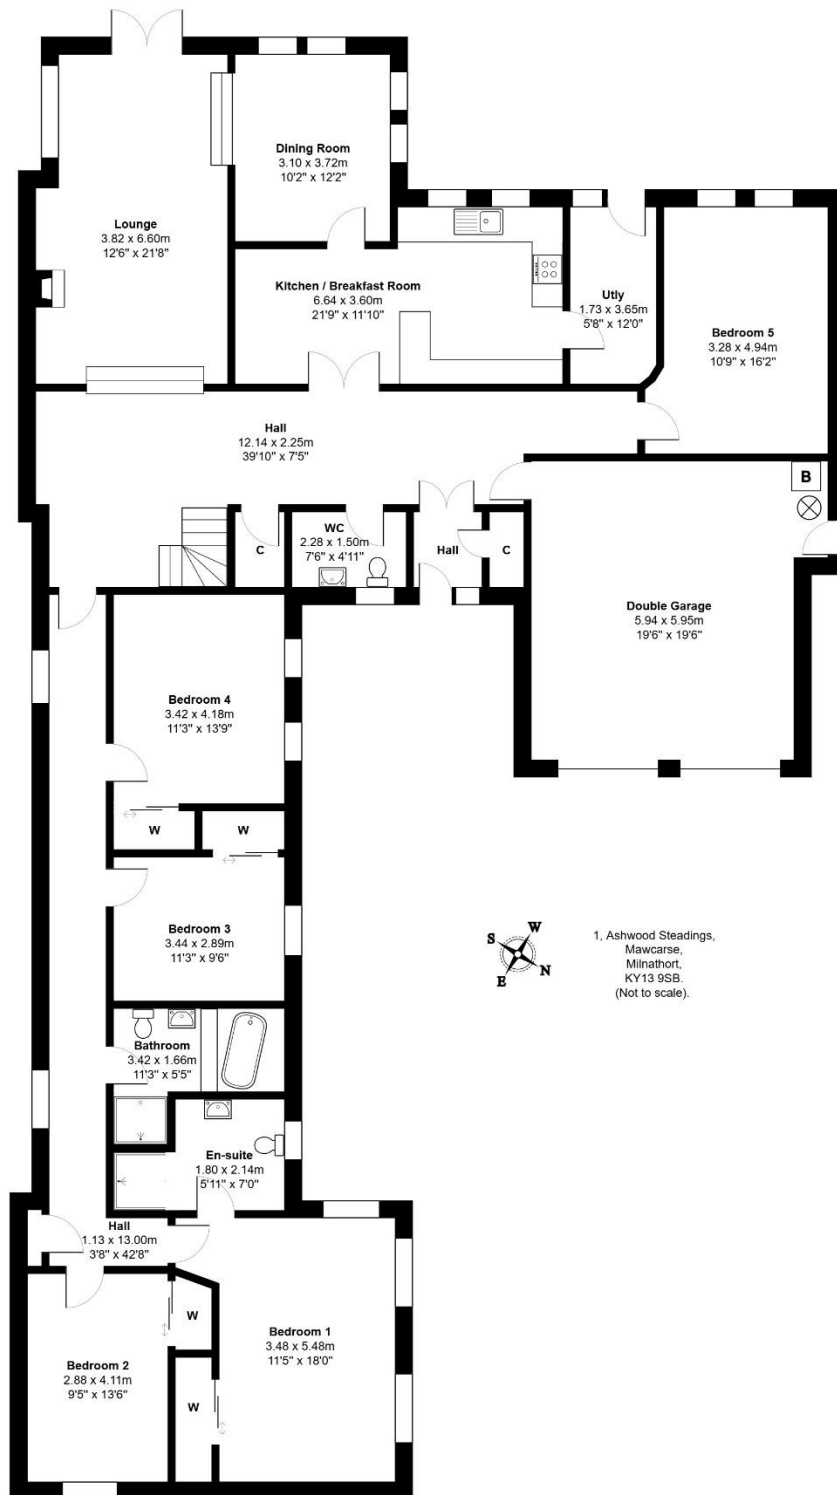 Dining Room
3.10 x 3.72m
10'2" x 12'2"
Lounge
3.82 x 6.60m
12'6" x 21'8"
Kitchen / Breakfast Room
6.64 x 3.60m
21'9" x 11'10"
Utly
1.73 x 3.65m
5'8" x 12'0"
Bedroom 5
3.28 x 4.94m
10'9" x 16'2"
Hall
12.14 x 2.25m
39'10" x 7'5"
B
C
WC
2.28 x 1.50m
7'6" x 4'11"
Hall
C
Double Garage
5.94 x 5.95m
19'6" x 19'6"
Bedroom 4
3.42 x 4.18m
11'3" x 13'9"
W
W
Bedroom 3
3.44 x 2.89m
11'3" x 9'6"
S
W
E
N
1, Ashwood Steadings,
Mawcarse,
Milnathort,
KY13 9SB.
(Not to scale).
Bathroom
3.42 x 1.66m
11'3" x 5'5"
En-suite
1.80 x 2.14m
5'11" x 7'0"
Hall
1.13 x 13.00m
3'8" x 42'8"
W
Bedroom 1
3.48 x 5.48m
11'5" x 18'0"
Bedroom 2
2.88 x 4.11m
9'5" x 13'6"
W